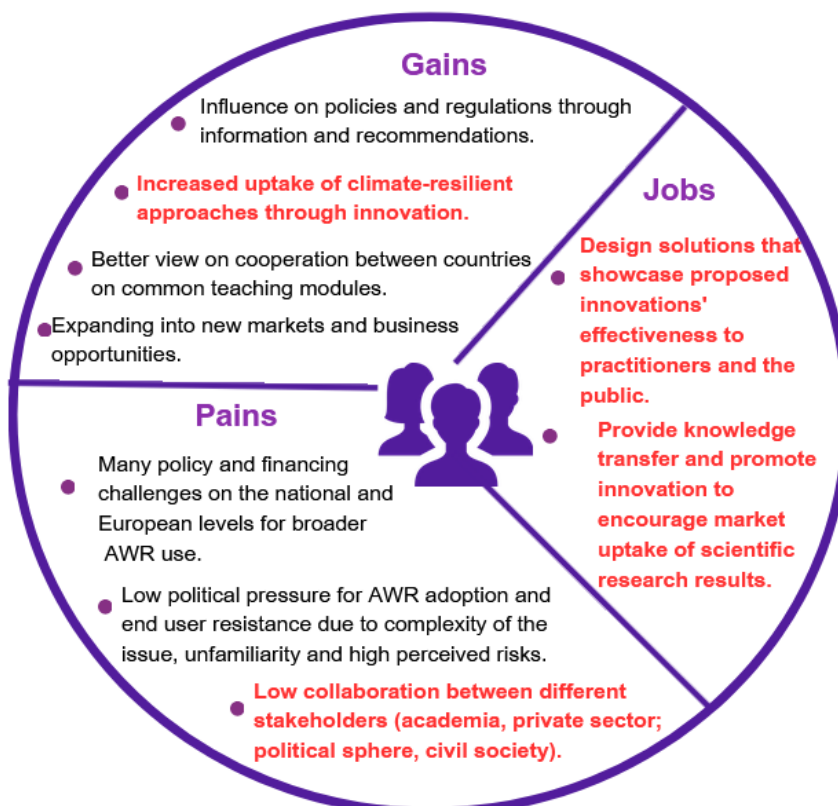 Gains
Influence on policies and regulations through
information and recommendations.
Increased uptake of climate-resilient
approaches through innovation.
Better view on cooperation between countries
on common teaching modules.
Expanding into new markets and business
opportunities.
Jobs
Design solutions that
showcase proposed
innovations'
effectiveness to
practitioners and the
public.
Provide knowledge
transfer and promote
innovation to
encourage market
uptake of scientific
research results.
Pains
Many policy and financing
challenges on the national and
European levels for broader
AWR use.
Low political pressure for AWR adoption and
end user resistance due to complexity of the
issue, unfamiliarity and high perceived risks.
Low collaboration between different
stakeholders (academia, private sector;
political sphere, civil society).